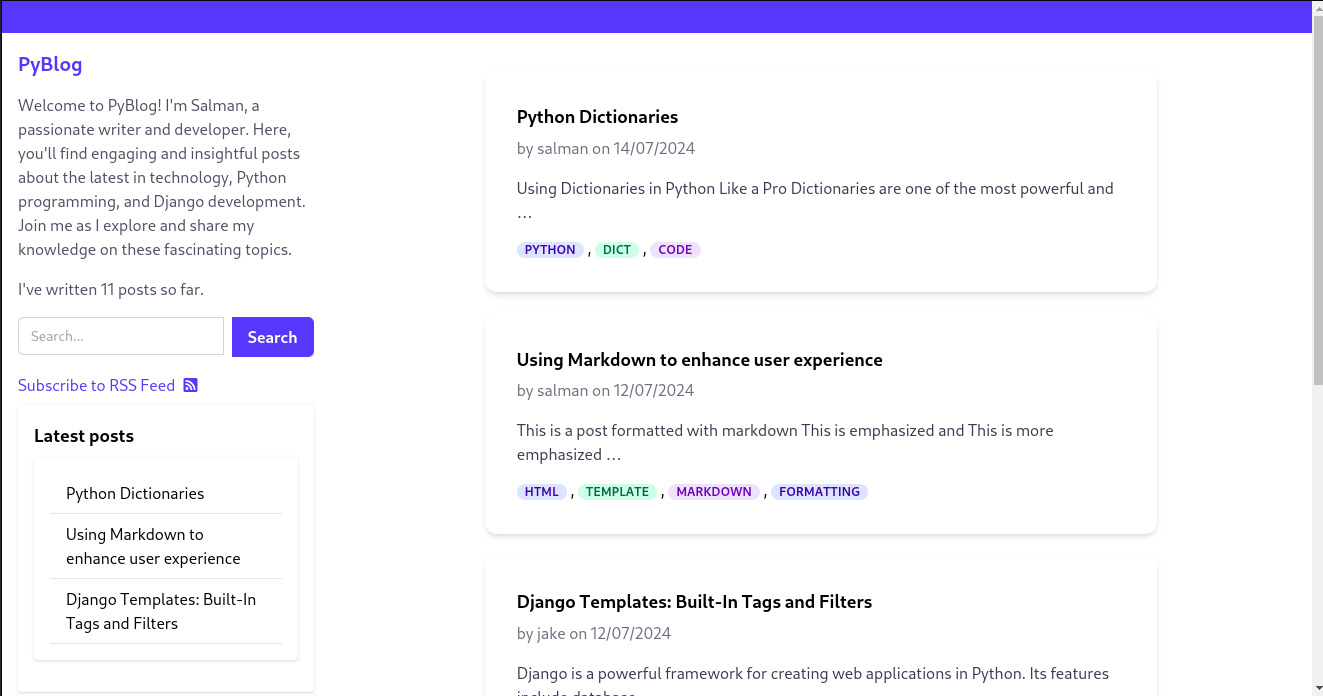 PyBlog
Welcome to PyBlog! I'm Salman, a
passionate writer and developer. Here,
you'll find engaging and insightful posts
about the latest in technology, Python
programming, and Django development.
Join me as I explore and share my
knowledge on these fascinating topics.
I've written 11 posts so far.
Search...
Search
Subscribe to RSS Feed
Latest posts
Python Dictionaries
Using Markdown to
enhance user experience
Django Templates: Built-In
Tags and Filters
Python Dictionaries
by salman on 14/07/2024
Using Dictionaries in Python Like a Pro Dictionaries are one of the most powerful and
…
PYTHON , DICT , CODE
Using Markdown to enhance user experience
by salman on 12/07/2024
This is a post formatted with markdown This is emphasized and This is more
emphasized …
HTML , TEMPLATE , MARKDOWN , FORMATTING
Django Templates: Built-In Tags and Filters
by jake on 12/07/2024
Django is a powerful framework for creating web applications in Python. Its features
include database